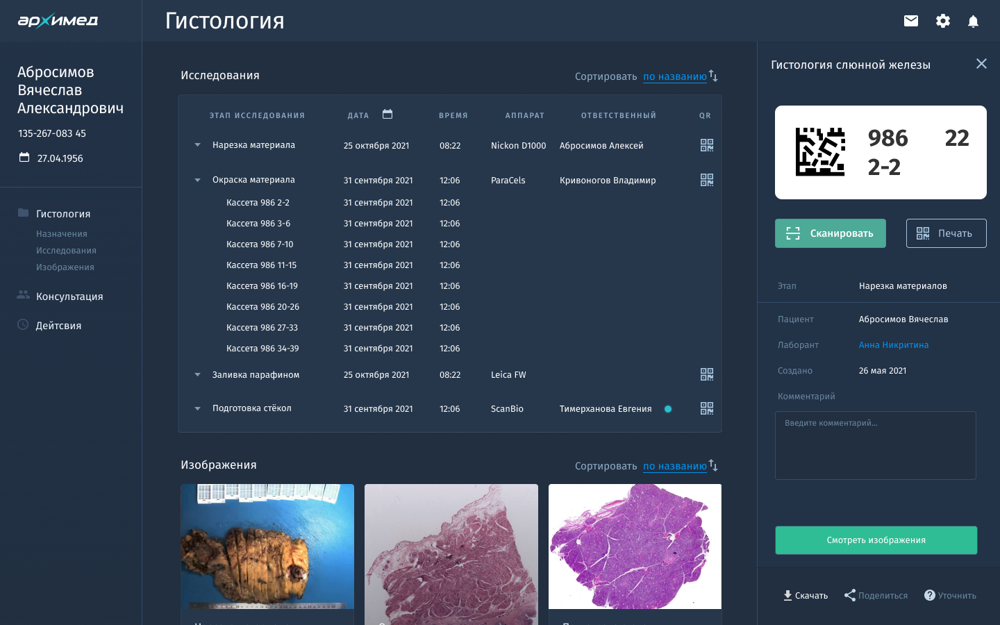 архимед
Гистология
Абросимов
Вячеслав
Александрович
135-267-083 45
27.04.1956
Гистология
Назначения
Исследования
Изображения
Консультация
Дейтсвия
Исследования
Сортировать по названию
ЭТАП ИССЛЕДОВАНИЯ ДАТА ВРЕМЯ АППАРАТ ОТВЕТСТВЕННЫЙ QR
Нарезка материала 25 октября 2021 08:22 Nickon D1000 Абросимов Алексей
Окраска материала 31 сентября 2021 12:06 ParaCels Кривоногов Владимир
Кассета 986 2-2 31 сентября 2021 12:06
Кассета 986 3-6 31 сентября 2021 12:06
Кассета 986 7-10 31 сентября 2021 12:06
Кассета 986 11-15 31 сентября 2021 12:06
Кассета 986 16-19 31 сентября 2021 12:06
Кассета 986 20-26 31 сентября 2021 12:06
Кассета 986 27-33 31 сентября 2021 12:06
Кассета 986 34-39 31 сентября 2021 12:06
Заливка парафином 25 октября 2021 08:22 Leica FW
Подготовка стёкол 31 сентября 2021 12:06 ScanBio Тимерханова Евгения
Изображения
Сортировать по названию
Гистология слюнной железы
986 22
2-2
Сканировать
Печать
Этап Нарезка материалов
Пациент Абросимов Вячеслав
Лаборант Анна Никритина
Создано 26 мая 2021
Комментарий
Введите комментарий...
Смотреть изображения
Скачать Поделиться Уточнить